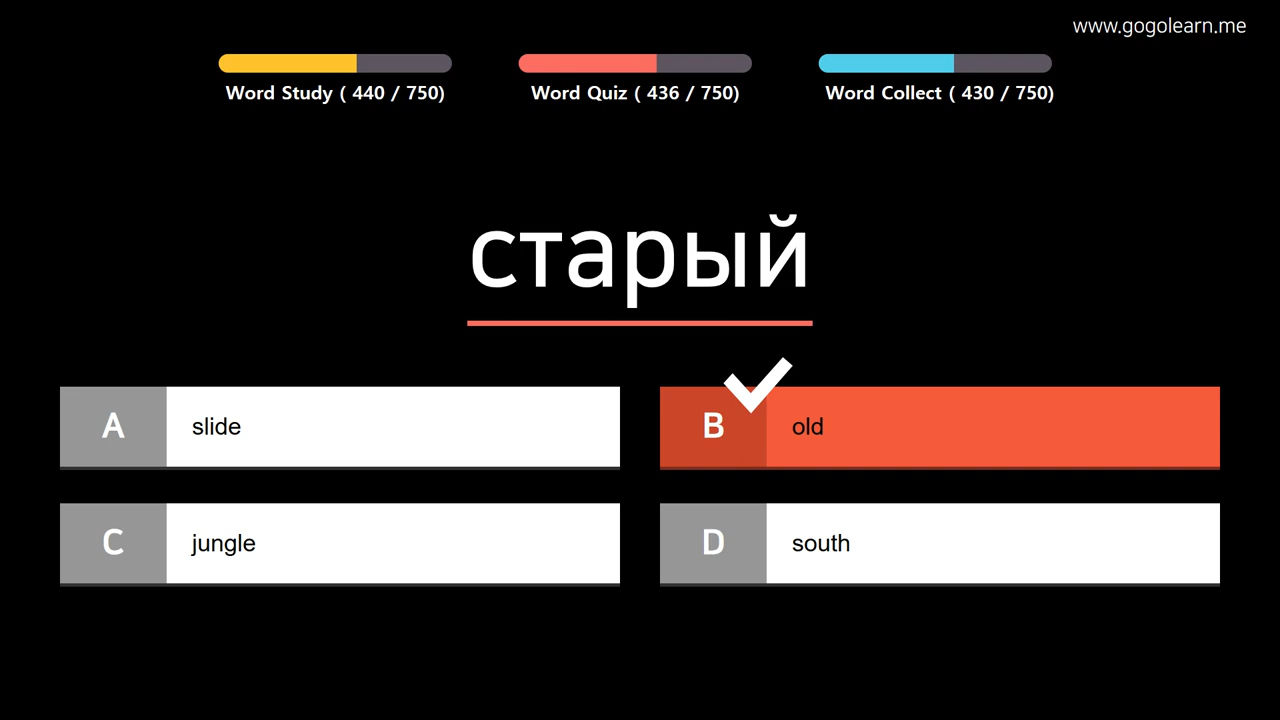 www.gogolearn.me
Word Study ( 440 / 750)
Word Quiz ( 436 / 750)
Word Collect ( 430 / 750)
старый
A slide
B old
C jungle
D south